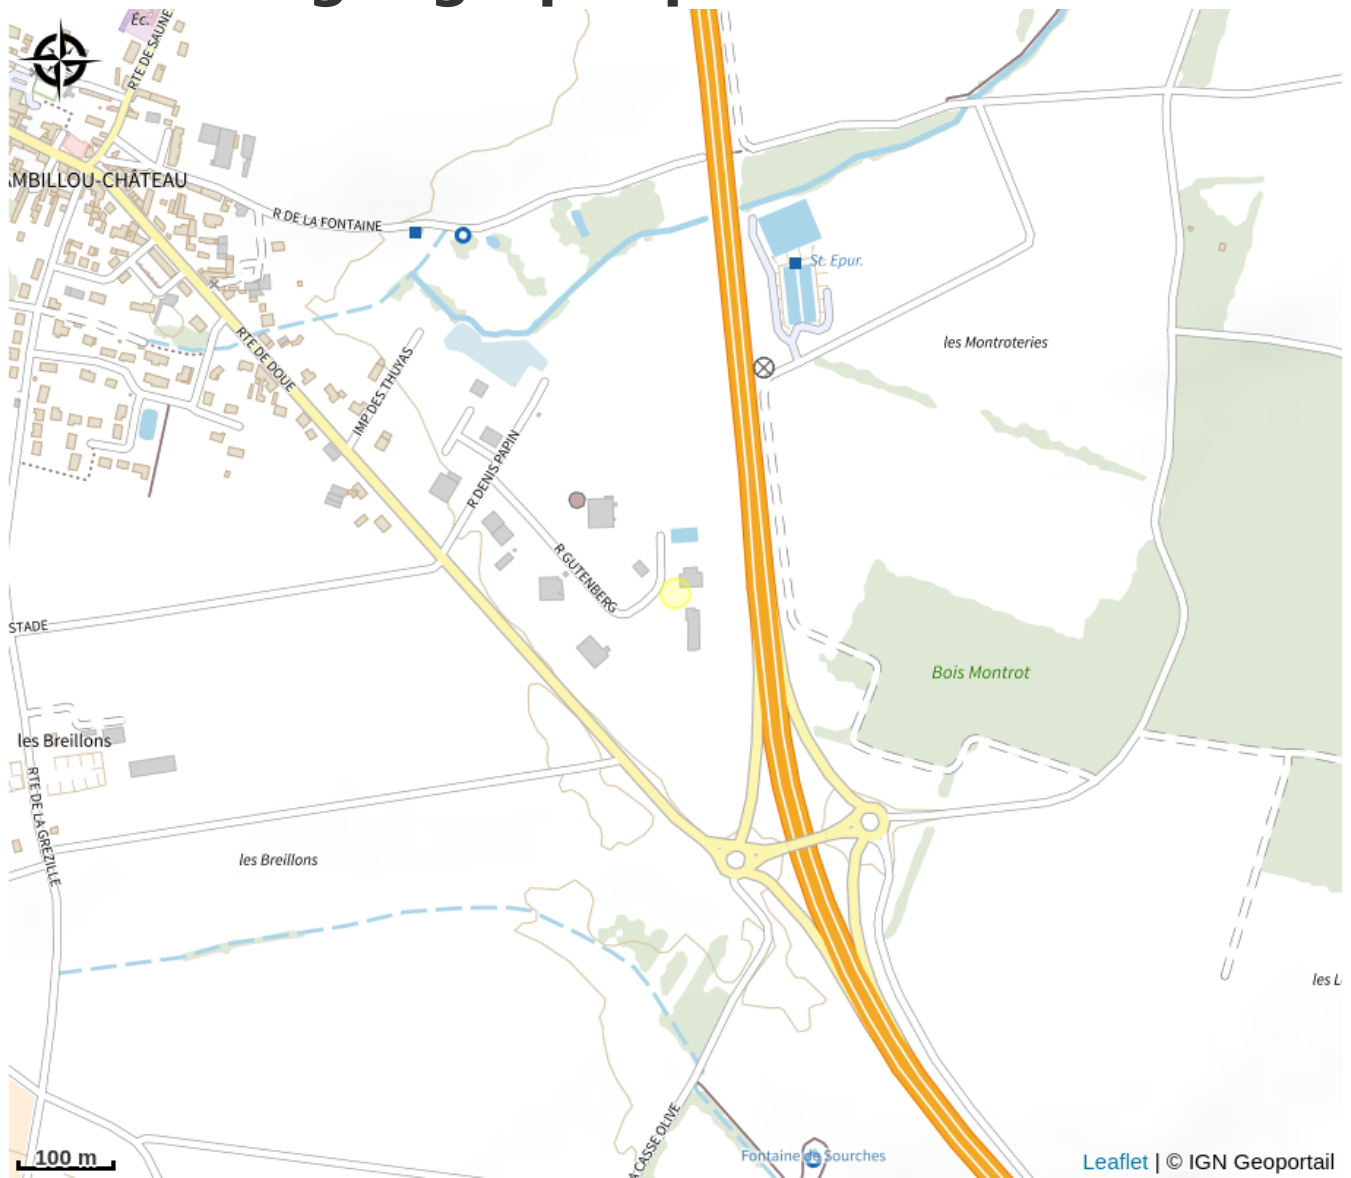 Éc.
RTE DE SAUNE
AMBILLOU-CHÂTEAU
R DE LA FONTAINE
St. Epur.
les Montroteries
RTE DE DOUE
IMP DES THUYAS
R DENIS PAPIN
R GUTENBERG
STADE
Bois Montrot
les Breillons
RTE DE LA GREZILLE
les Breillons
les L
A CASSE OLIVE
Fontaine de Sourches
100 m
Leaflet | © IGN Geoportail